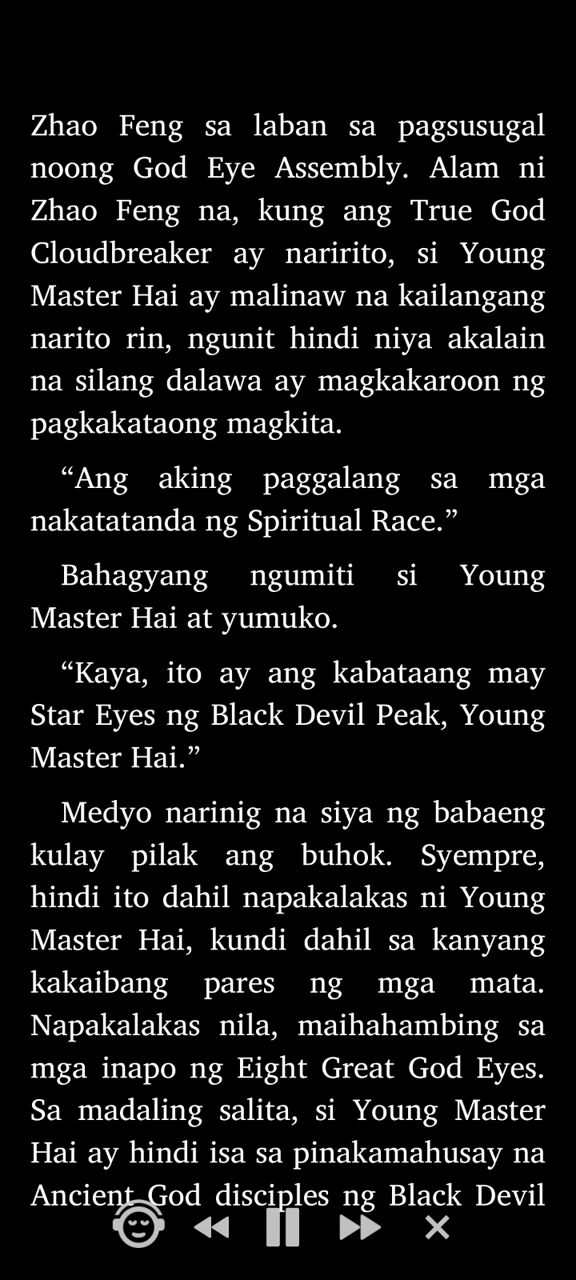 Zhao Feng sa laban sa pagsusugal
noong God Eye Assembly. Alam ni
Zhao Feng na, kung ang True God
Cloudbreaker ay naririto, si Young
Master Hai ay malinaw na kailangang
narito rin, ngunit hindi niya akalain
na silang dalawa ay magkakaroon ng
pagkakataong magkita.
“Ang aking paggalang sa mga
nakatatanda ng Spiritual Race.”
Bahagyang ngumiti si Young
Master Hai at yumuko.
“Kaya, ito ay ang kabataang may
Star Eyes ng Black Devil Peak, Young
Master Hai.”
Medyo narinig na siya ng babaeng
kulay pilak ang buhok. Syempre,
hindi ito dahil napakalakas ni Young
Master Hai, kundi dahil sa kanyang
kakaibang pares ng mga mata.
Napakalakas nila, maihahambing sa
mga inapo ng Eight Great God Eyes.
Sa madaling salita, si Young Master
Hai ay hindi isa sa pinakamahusay na
Ancient God disciples ng Black Devil